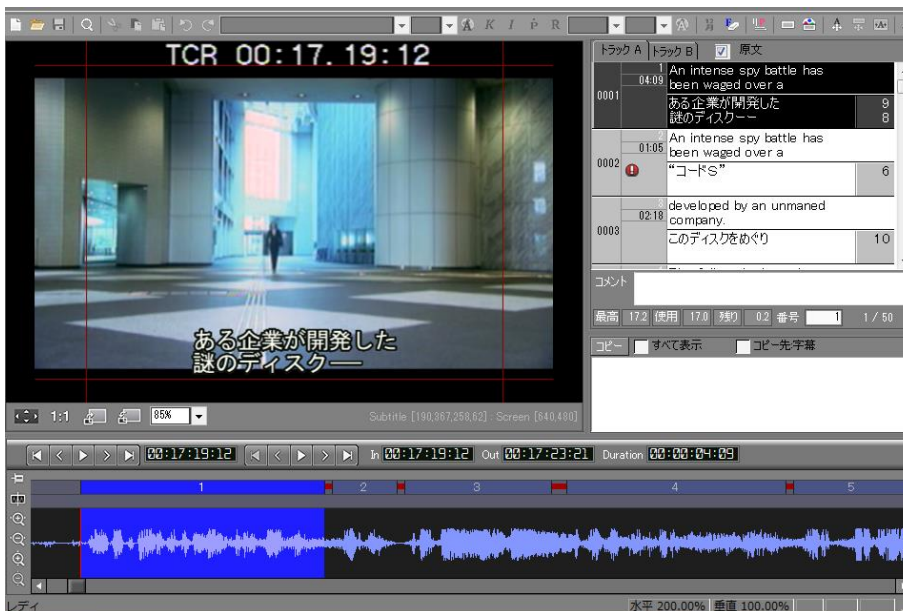 K I P R
TCR 00:17.19:12
トラック A トラック B 原文
0001
1
04:09
An intense spy battle has
been waged over a
ある企業が開発した 9
謎のディスクーー 8
0002
2
01:05
An intense spy battle has
been waged over a
“コードS” 6
0003
3
02:18
developed by an unmaned
company.
このディスクをめぐり 10
コメント
最高 17.2 使用 17.0 残り 0.2 番号 1 1 / 50
コピー すべて表示 コピー先字幕
ある企業が開発した
謎のディスク──
1:1 85% Subtitle [190,367,258,62] : Screen [640,480]
00:17:19:12 In 00:17:19:12 Out 00:17:23:21 Duration 00:00:04:09
1 2 3 4 5
レディ 水平 200.00% 垂直 100.00%